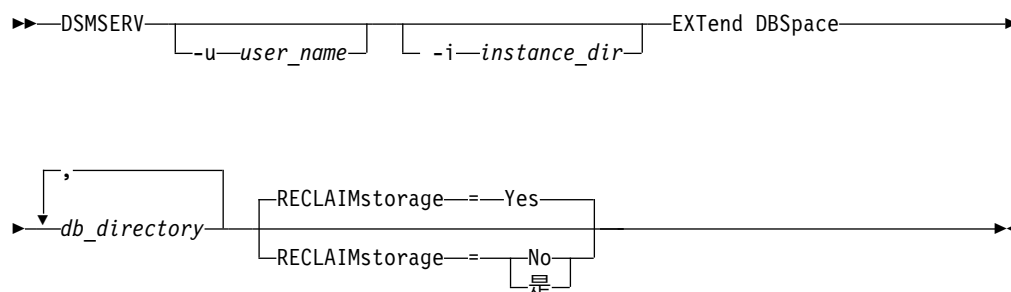 DSMSERV EXTend DBSpace
-u user_name -i instance_dir
,
RECLAIMstorage = Yes
db_directory
RECLAIMstorage = No
是